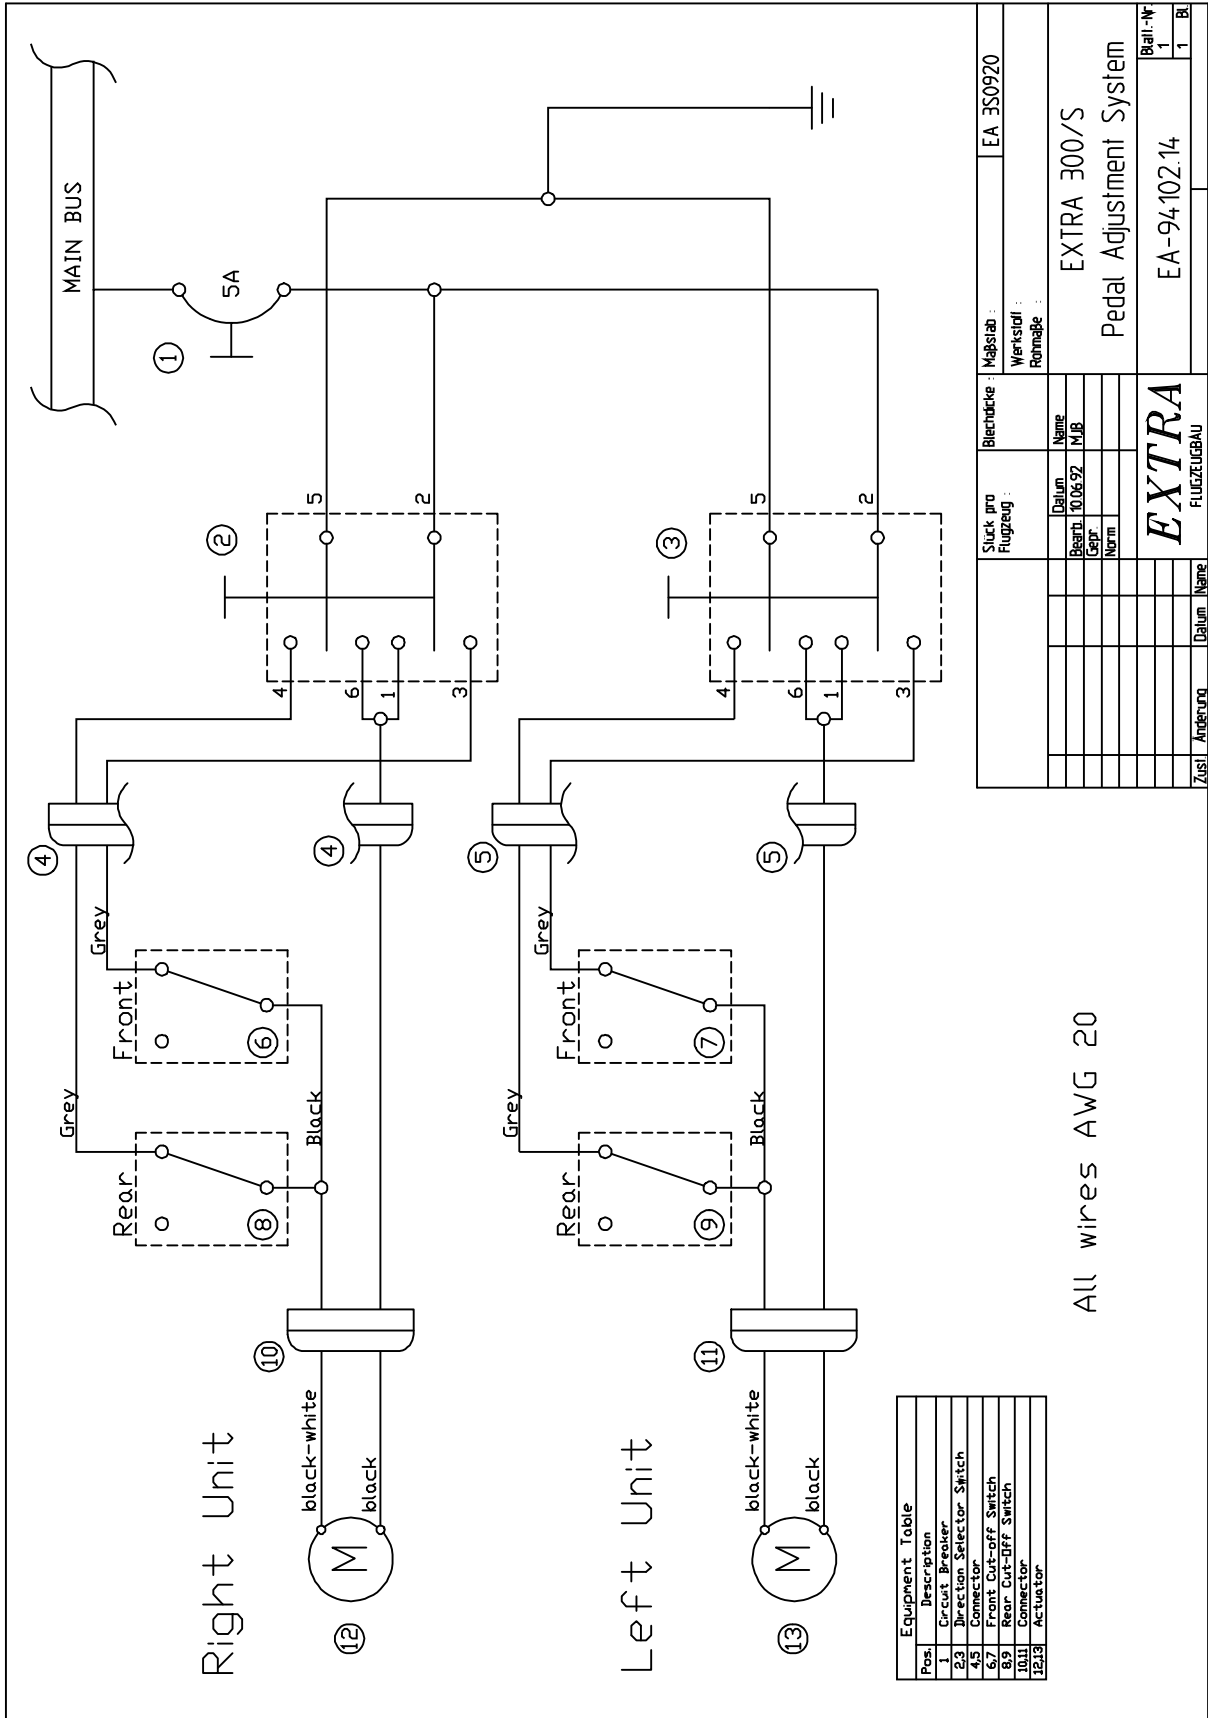 MAIN BUS
5A
1
2
5
2
4
6
1
3
3
5
2
4
6
1
3
4
4
5
5
Grey
Grey
Front
6
Rear
8
Black
Grey
Grey
Front
7
Rear
9
Black
10
11
black-white
black
M
12
Right Unit
black-white
black
M
13
Left Unit
All wires AWG 20
Equipment Table
Pos. Description
1 Circuit Breaker
2,3 Direction Selector Switch
4,5 Connector
6,7 Front Cut-off Switch
8,9 Rear Cut-Off Switch
10,11 Connector
12,13 Actuator
Stück pro Flugzeug :
Blechdicke :
Maßstab :
EA 3S0920
Werkstoff :
Rohmaße :
Datum Name
Bearb. 10.06.92 MJB
Gepr.
Norm
EXTRA 300/S
Pedal Adjustment System
EXTRA
FLUGZEUGBAU
EA-94102.14
Blatt.-Nr.
1
1 Bl.
Zust. Änderung Datum Name